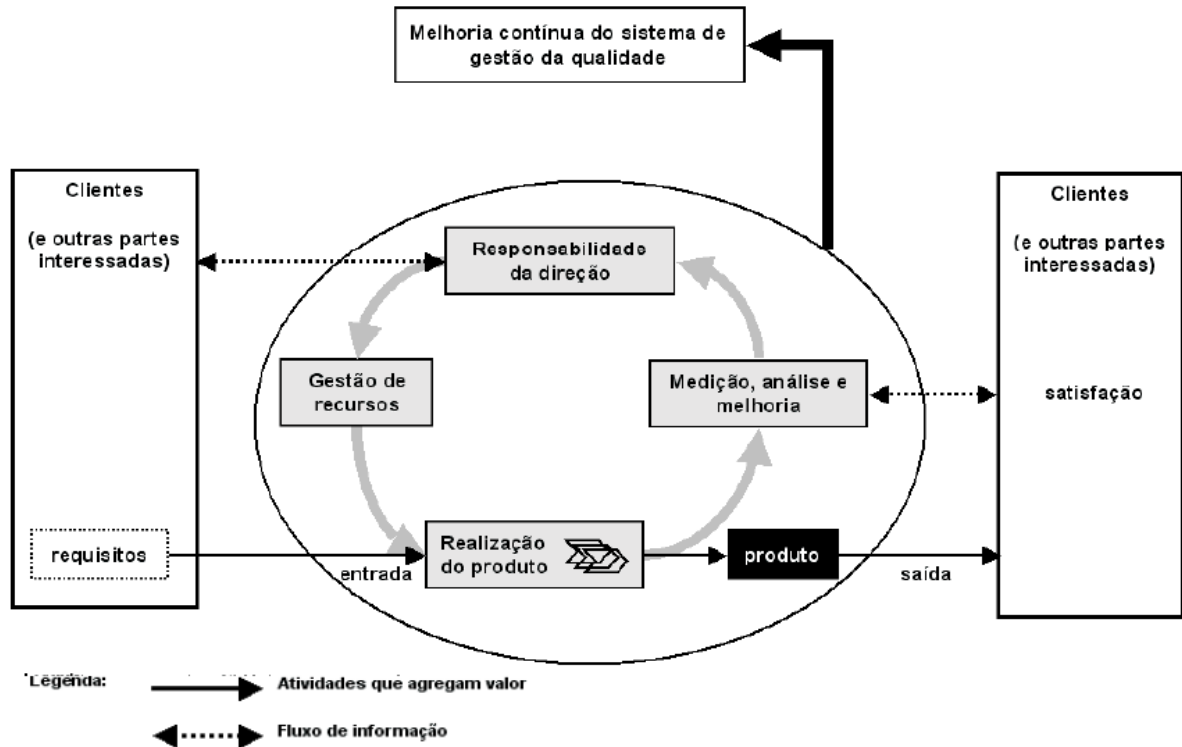 Melhoria contínua do sistema de
gestão da qualidade
Clientes
(e outras partes
interessadas)
Clientes
(e outras partes
interessadas)
Responsabilidade
da direção
Gestão de
recursos
Medição, análise e
melhoria
satisfação
requisitos
entrada
Realização
do produto
produto
saída
Legenda:
Atividades que agregam valor
Fluxo de informação